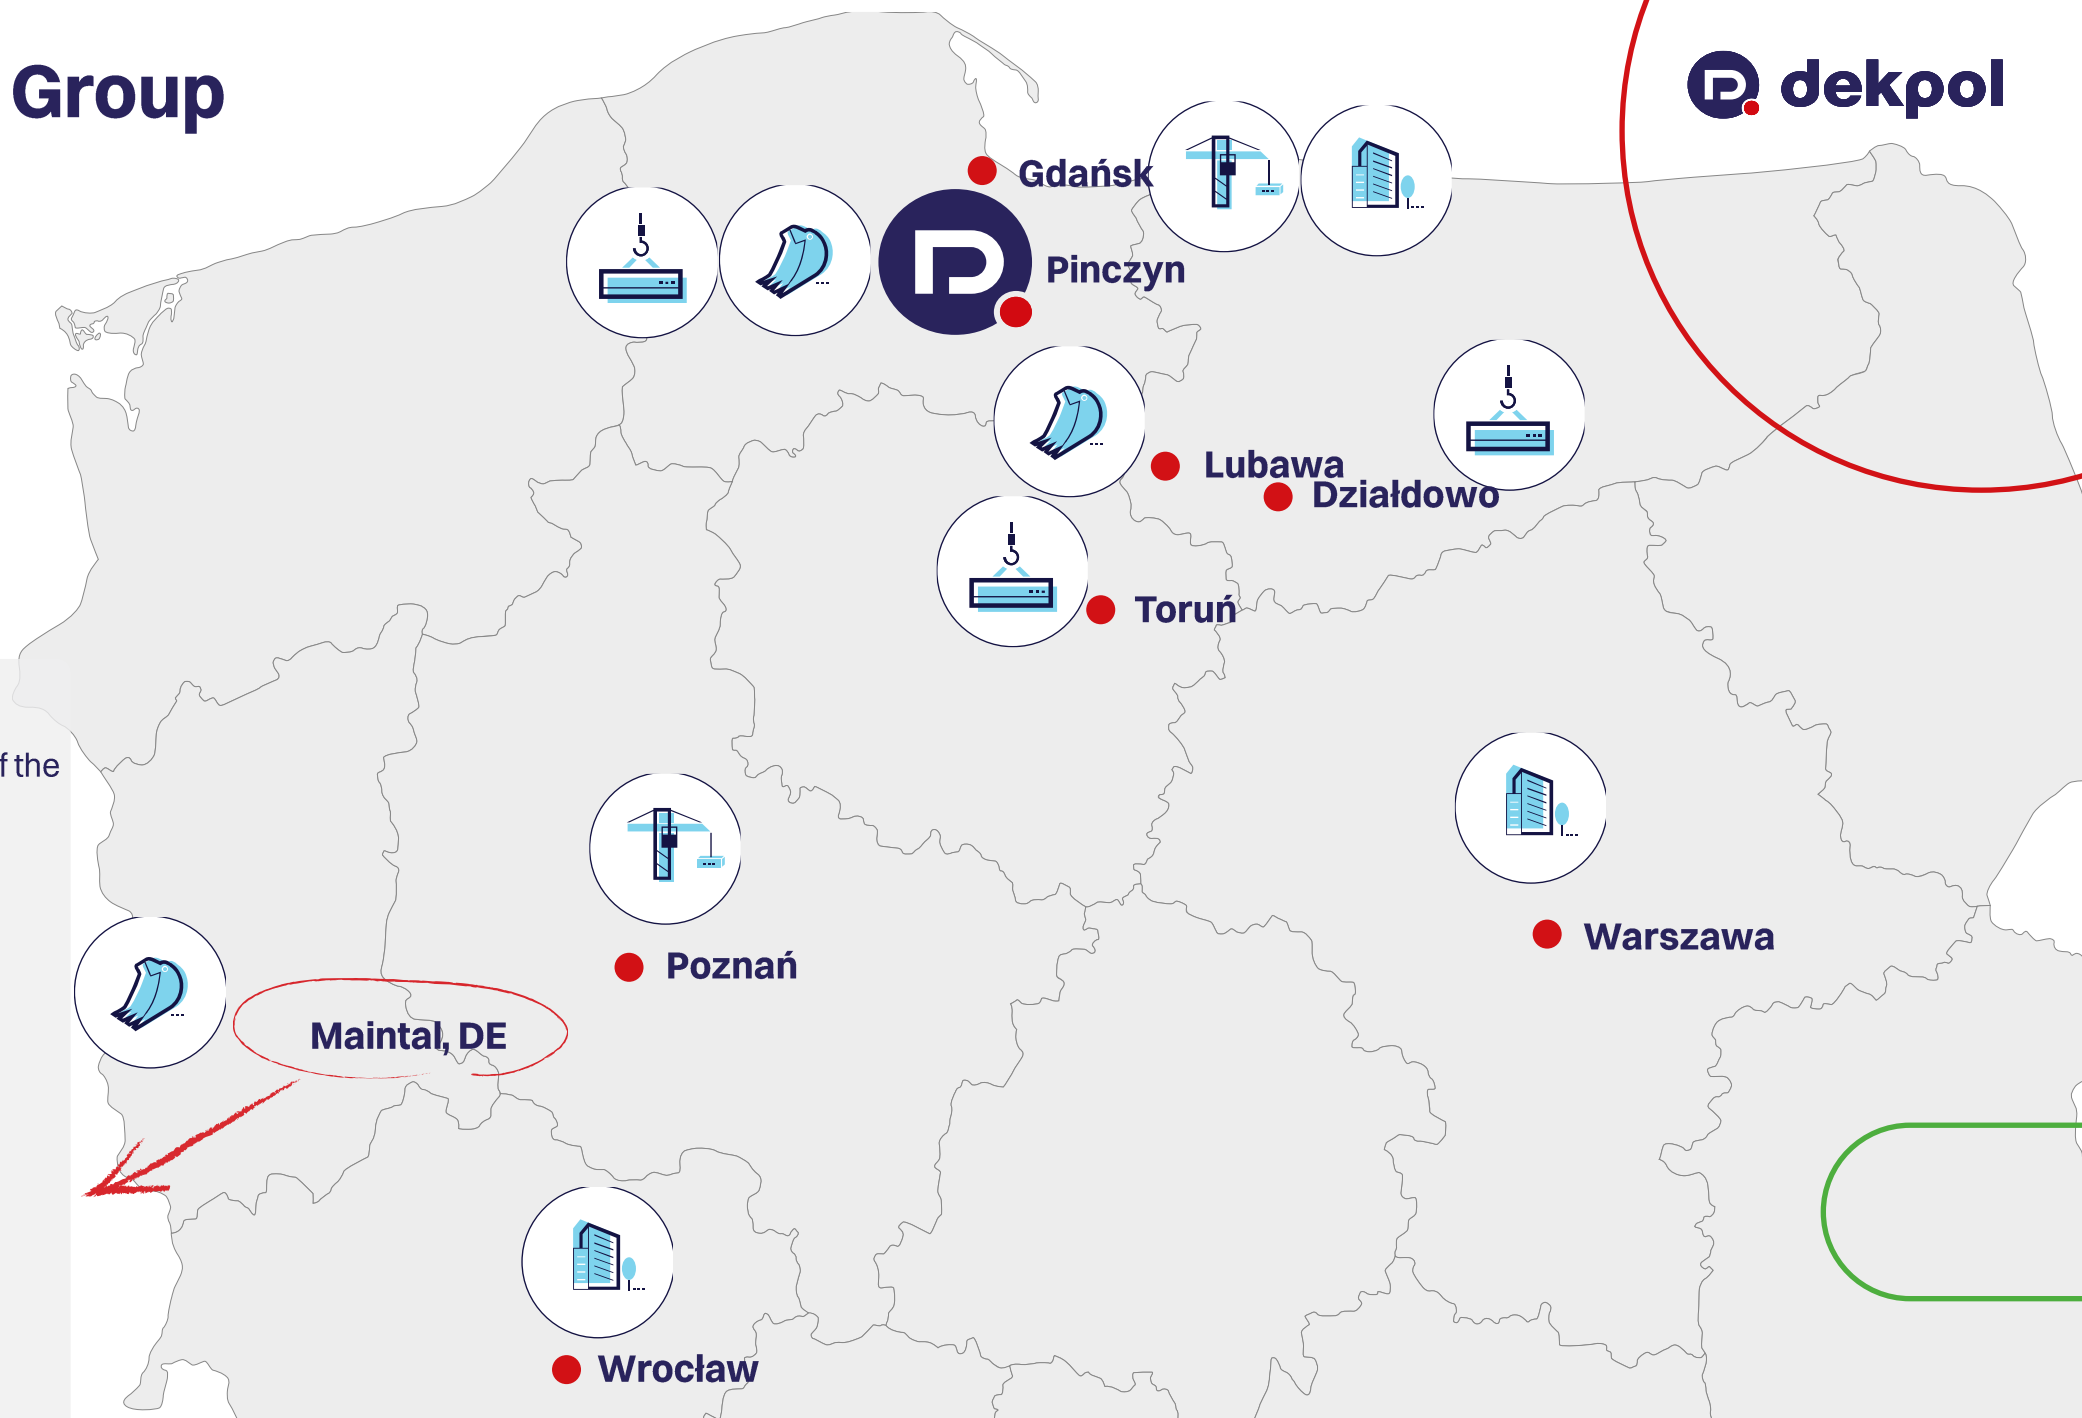 Group
dekpol
Gdańsk
Pinczyn
Lubawa
Działdowo
Toruń
f the
Warszawa
Poznań
Maintal, DE
Wrocław